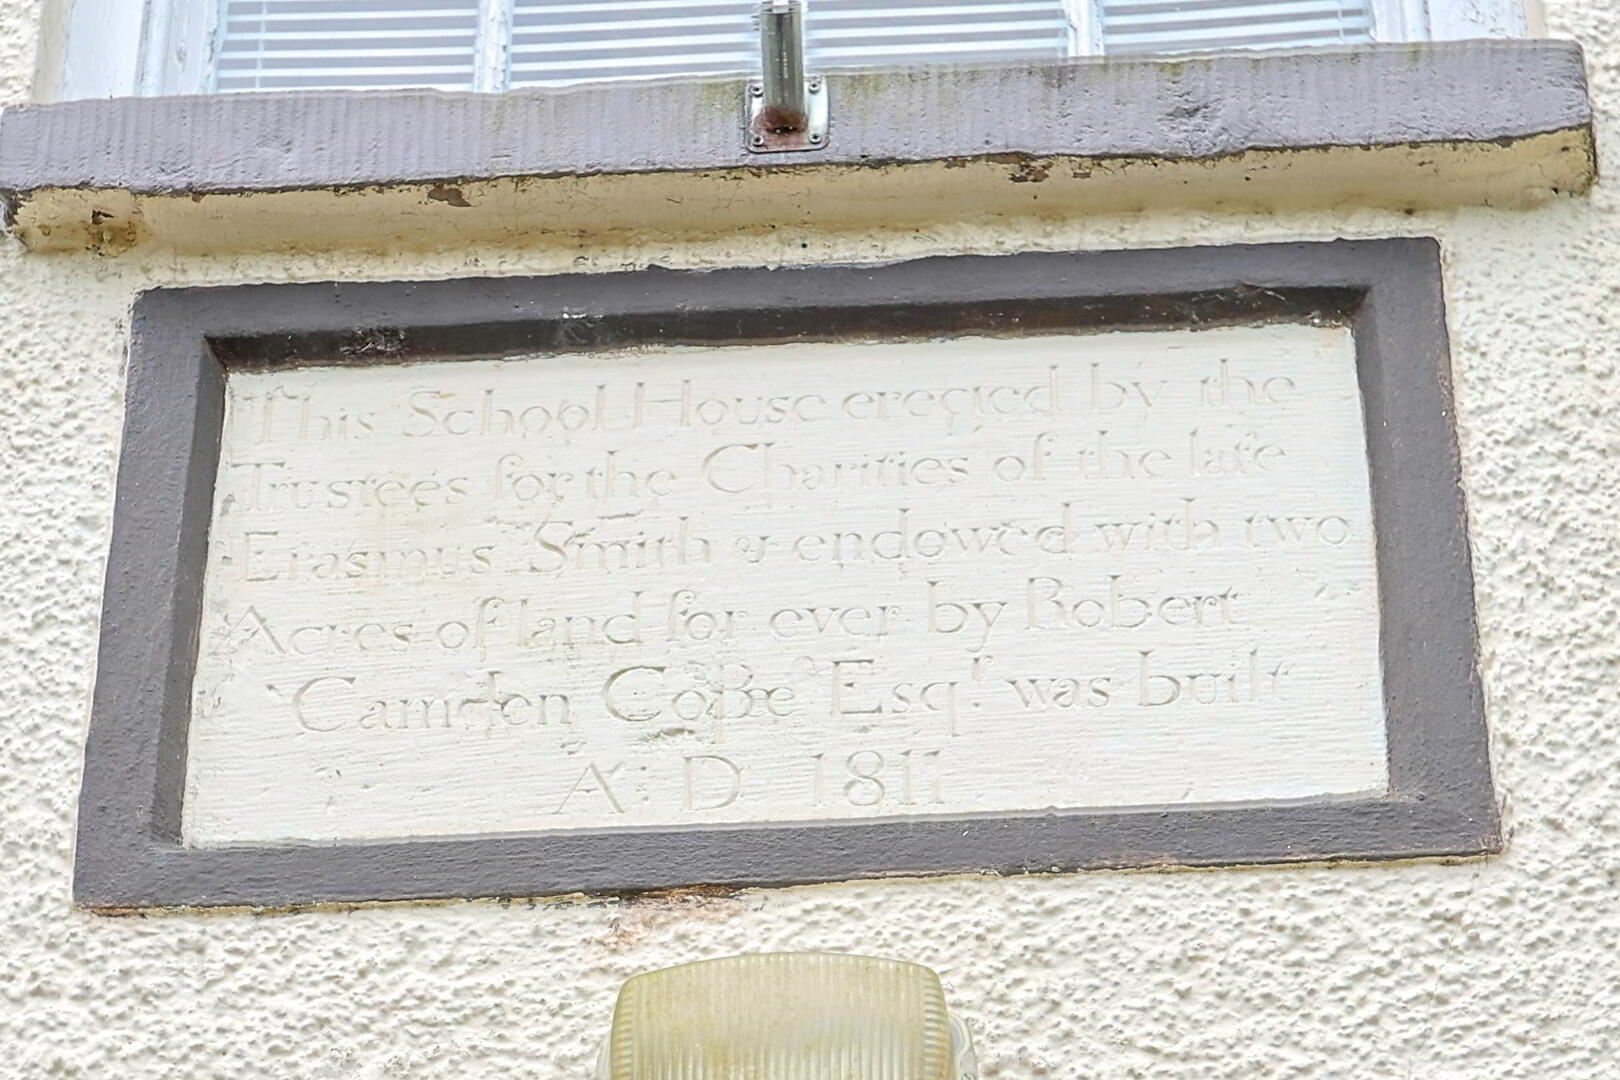 This School House erected by the
Trustees for the Charities of the late
Erasmus Smith & endowed with two
Acres of land for ever by Robert
Camden Cope Esqr. was built
A: D 1811